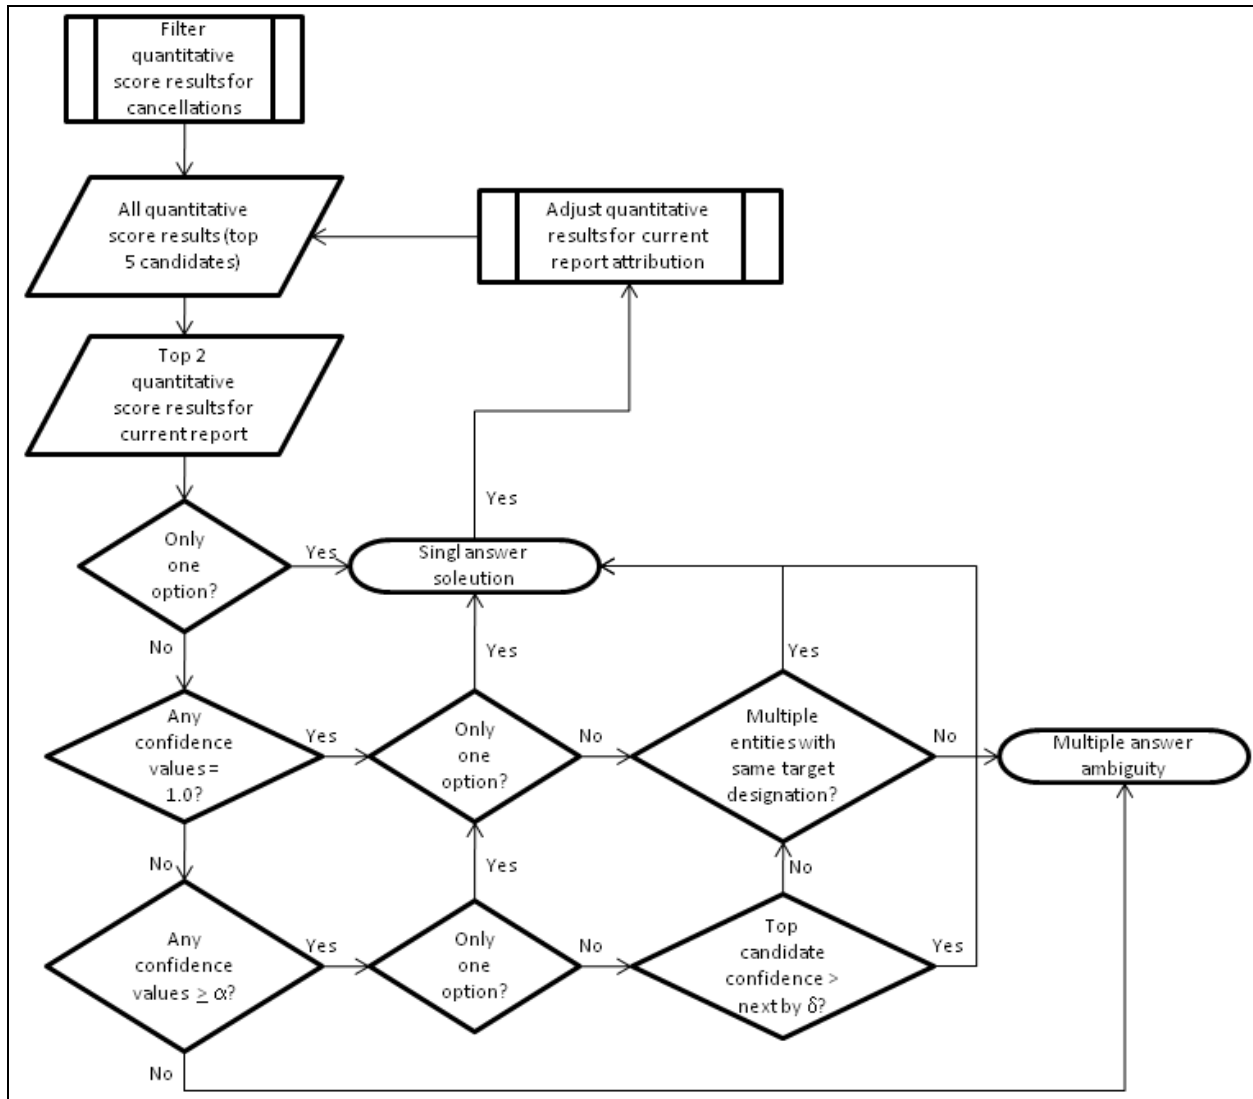 Filter
quantitative
score results for
cancellations
All quantitative
score results (top
5 candidates)
Adjust quantitative
results for current
report attribution
Top 2
quantitative
score results for
current report
Yes
Only
one
option?
Yes
Singl answer
soleution
No
Yes
Yes
Any
confidence
values =
1.0?
Yes
Only
one
option?
No
Multiple
entities with
same target
designation?
No
Multiple answer
ambiguity
No
Yes
No
Any
confidence
values ≥ α?
Yes
Only
one
option?
No
Top
candidate
confidence >
next by δ?
Yes
No